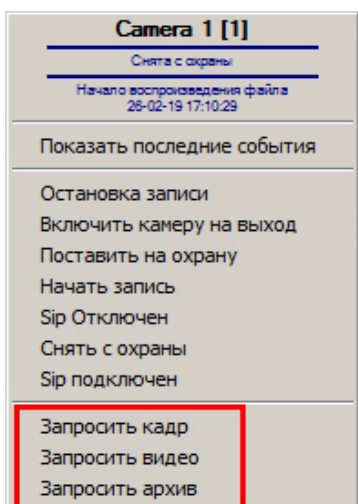 Camera 1 [1]
Снята с охраны
Начало воспроизведения файла
26-02-19 17:10:29
Показать последние события
Остановка записи
Включить камеру на выход
Поставить на охрану
Начать запись
Sip Отключен
Снять с охраны
Sip подключен
Запросить кадр
Запросить видео
Запросить архив